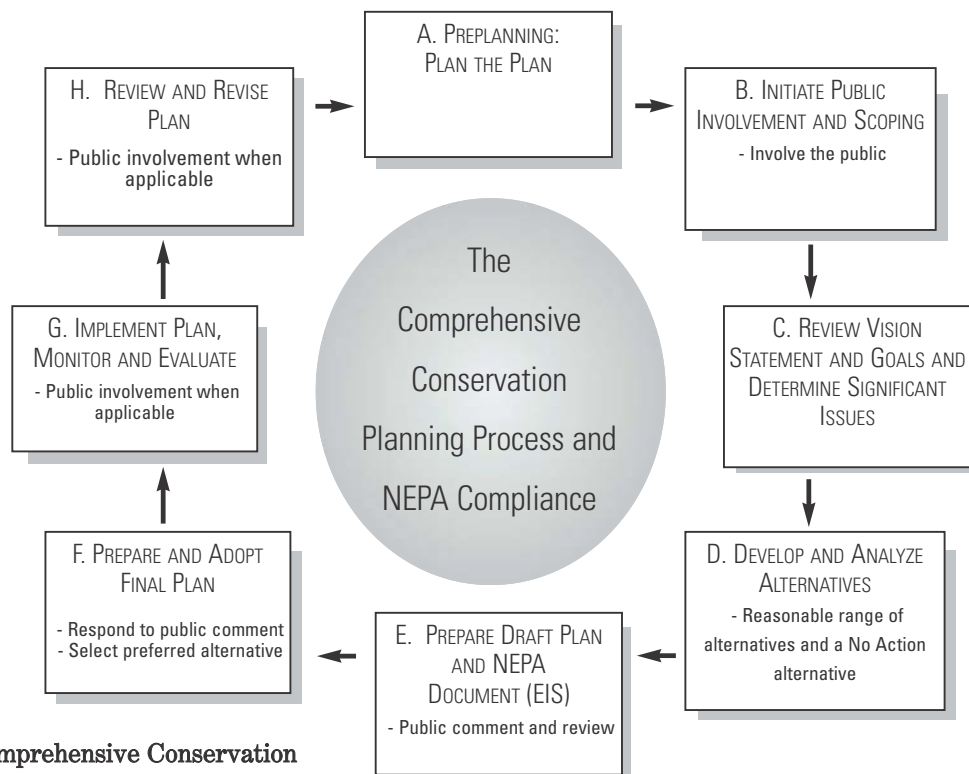 A. PREPLANNING:
PLAN THE PLAN
B. INITIATE PUBLIC
INVOLVEMENT AND SCOPING
- Involve the public
C. REVIEW VISION
STATEMENT AND GOALS AND
DETERMINE SIGNIFICANT
ISSUES
D. DEVELOP AND ANALYZE
ALTERNATIVES
- Reasonable range of
alternatives and a No Action
alternative
E. PREPARE DRAFT PLAN
AND NEPA
DOCUMENT (EIS)
- Public comment and review
F. PREPARE AND ADOPT
FINAL PLAN
- Respond to public comment
- Select preferred alternative
G. IMPLEMENT PLAN,
MONITOR AND EVALUATE
- Public involvement when
applicable
H. REVIEW AND REVISE
PLAN
- Public involvement when
applicable
The
Comprehensive
Conservation
Planning Process and
NEPA Compliance
mprehensive Conservation